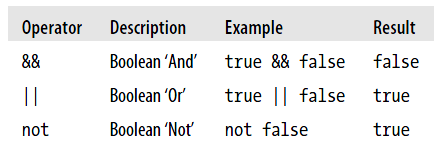 Operator Description Example Result
&& Boolean ‘And’ true && false false
|| Boolean ‘Or’ true || false true
not Boolean ‘Not’ not false true